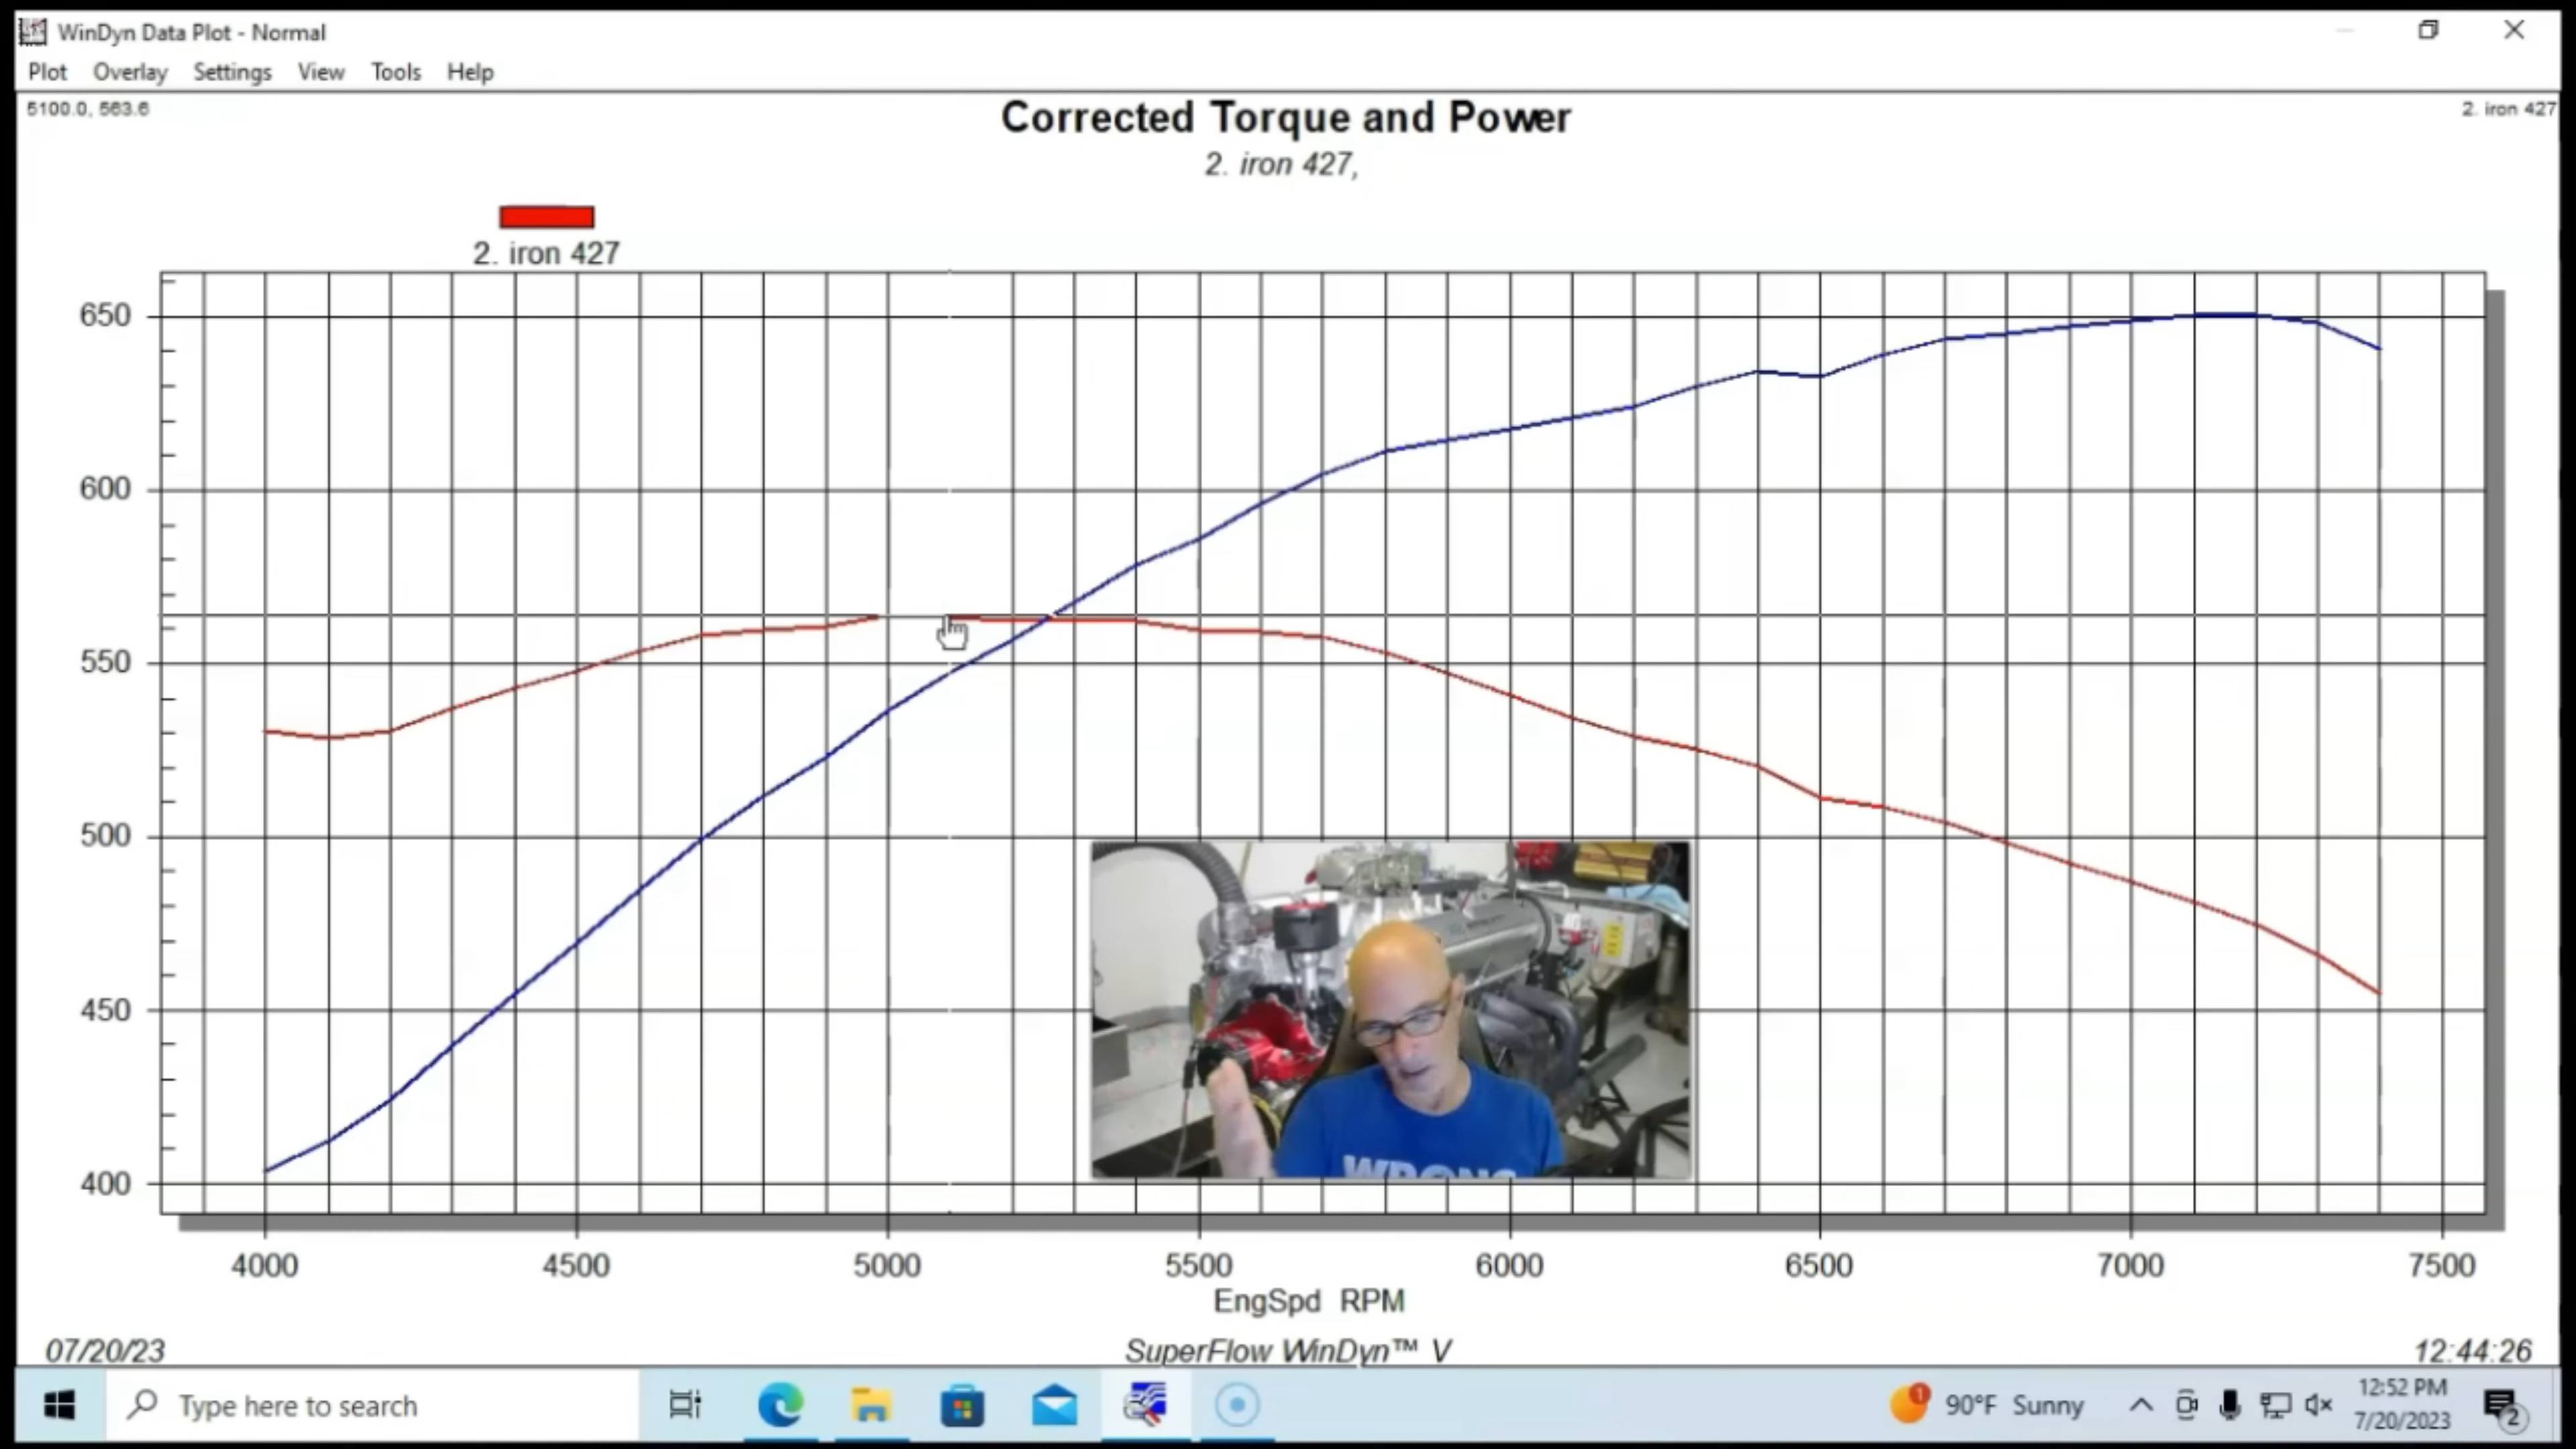 WinDyn Data Plot - Normal
Plot Overlay Settings View Tools Help
5100.0, 563.6
Corrected Torque and Power
2. iron 427
2. iron 427,
2. iron 427
650
600
550
500
450
400
WRONG
4000 4500 5000 5500 6000 6500 7000 7500
EngSpd RPM
07/20/23
SuperFlow WinDyn™ V
12:44:26
Type here to search
1
90°F Sunny
12:52 PM
7/20/2023
2